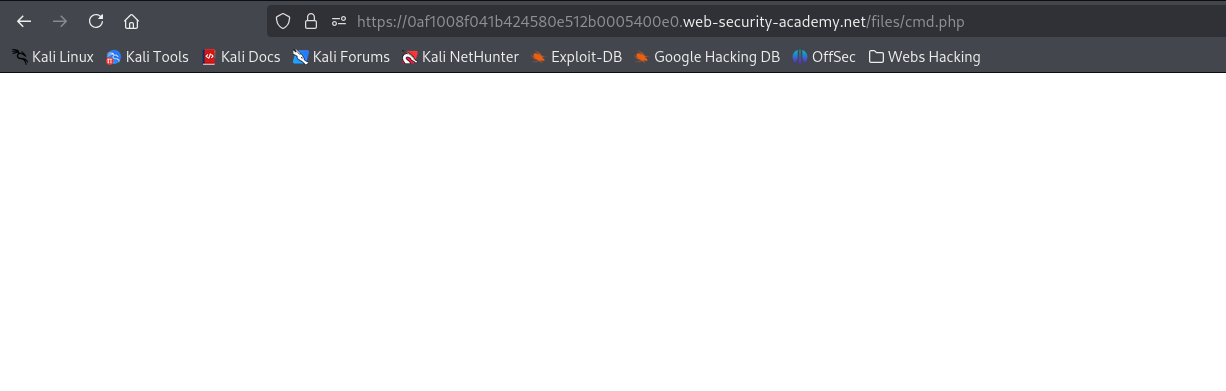 https://0af1008f041b424580e512b0005400e0.web-security-academy.net/files/cmd.php
Kali Linux Kali Tools Kali Docs Kali Forums Kali NetHunter Exploit-DB Google Hacking DB OffSec Webs Hacking